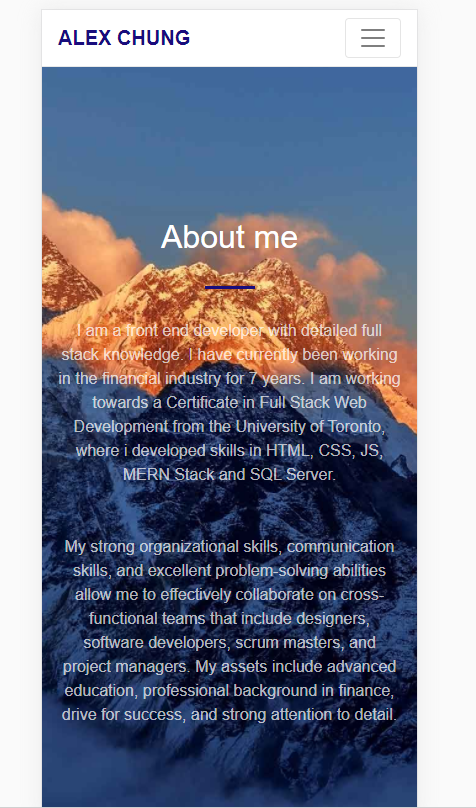 ALEX CHUNG
About me
I am a front end developer with detailed full
stack knowledge. I have currently been working
in the financial industry for 7 years. I am working
towards a Certificate in Full Stack Web
Development from the University of Toronto,
where i developed skills in HTML, CSS, JS,
MERN Stack and SQL Server.
My strong organizational skills, communication
skills, and excellent problem-solving abilities
allow me to effectively collaborate on cross-
functional teams that include designers,
software developers, scrum masters, and
project managers. My assets include advanced
education, professional background in finance,
drive for success, and strong attention to detail.